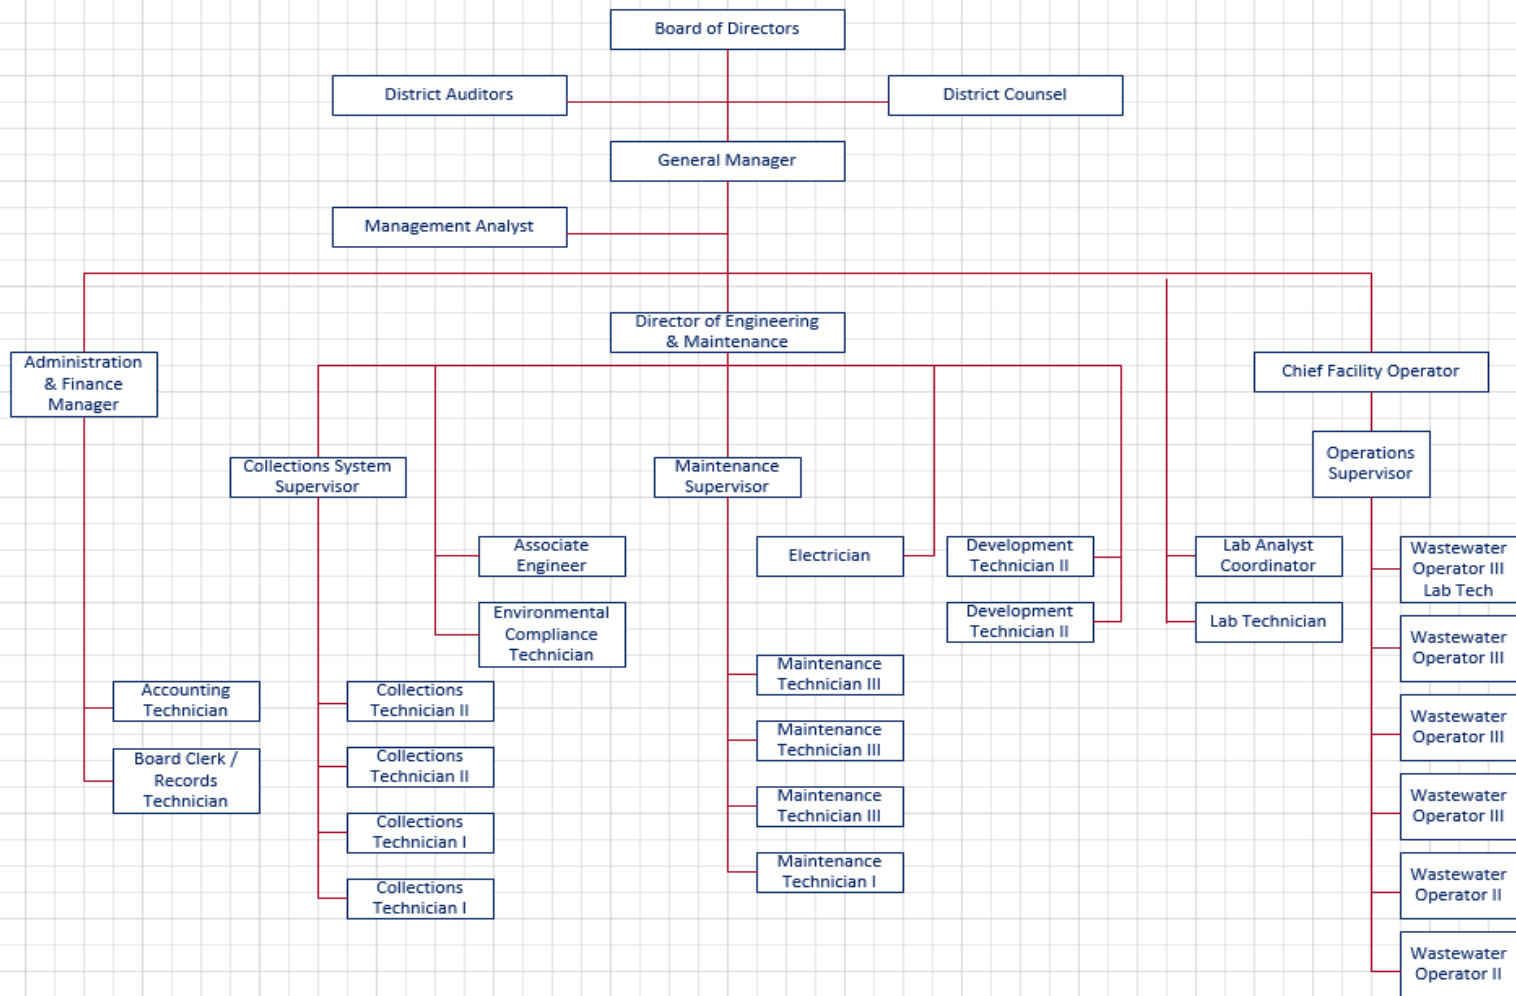 Board of Directors
District Auditors
District Counsel
General Manager
Management Analyst
Director of Engineering
& Maintenance
Administration
& Finance
Manager
Chief Facility Operator
Operations
Supervisor
Collections System
Supervisor
Maintenance
Supervisor
Associate
Engineer
Electrician
Development
Technician II
Lab Analyst
Coordinator
Wastewater
Operator III
Lab Tech
Environmental
Compliance
Technician
Development
Technician II
Lab Technician
Wastewater
Operator III
Accounting
Technician
Collections
Technician II
Maintenance
Technician III
Wastewater
Operator III
Board Clerk /
Records
Technician
Collections
Technician II
Maintenance
Technician III
Wastewater
Operator III
Collections
Technician I
Maintenance
Technician III
Wastewater
Operator II
Collections
Technician I
Maintenance
Technician I
Wastewater
Operator II